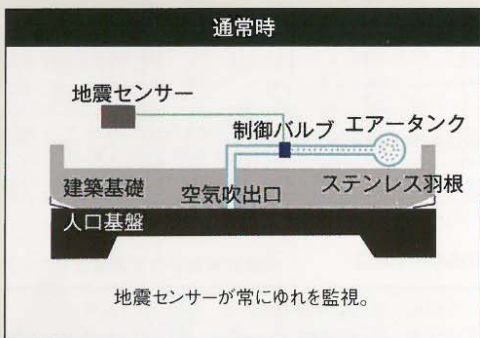 通常時
地震センサー
制御バルブ エアータンク
建築基礎 空気吹出口 ステンレス羽根
人口基盤
地震センサーが常にゆれを監視。